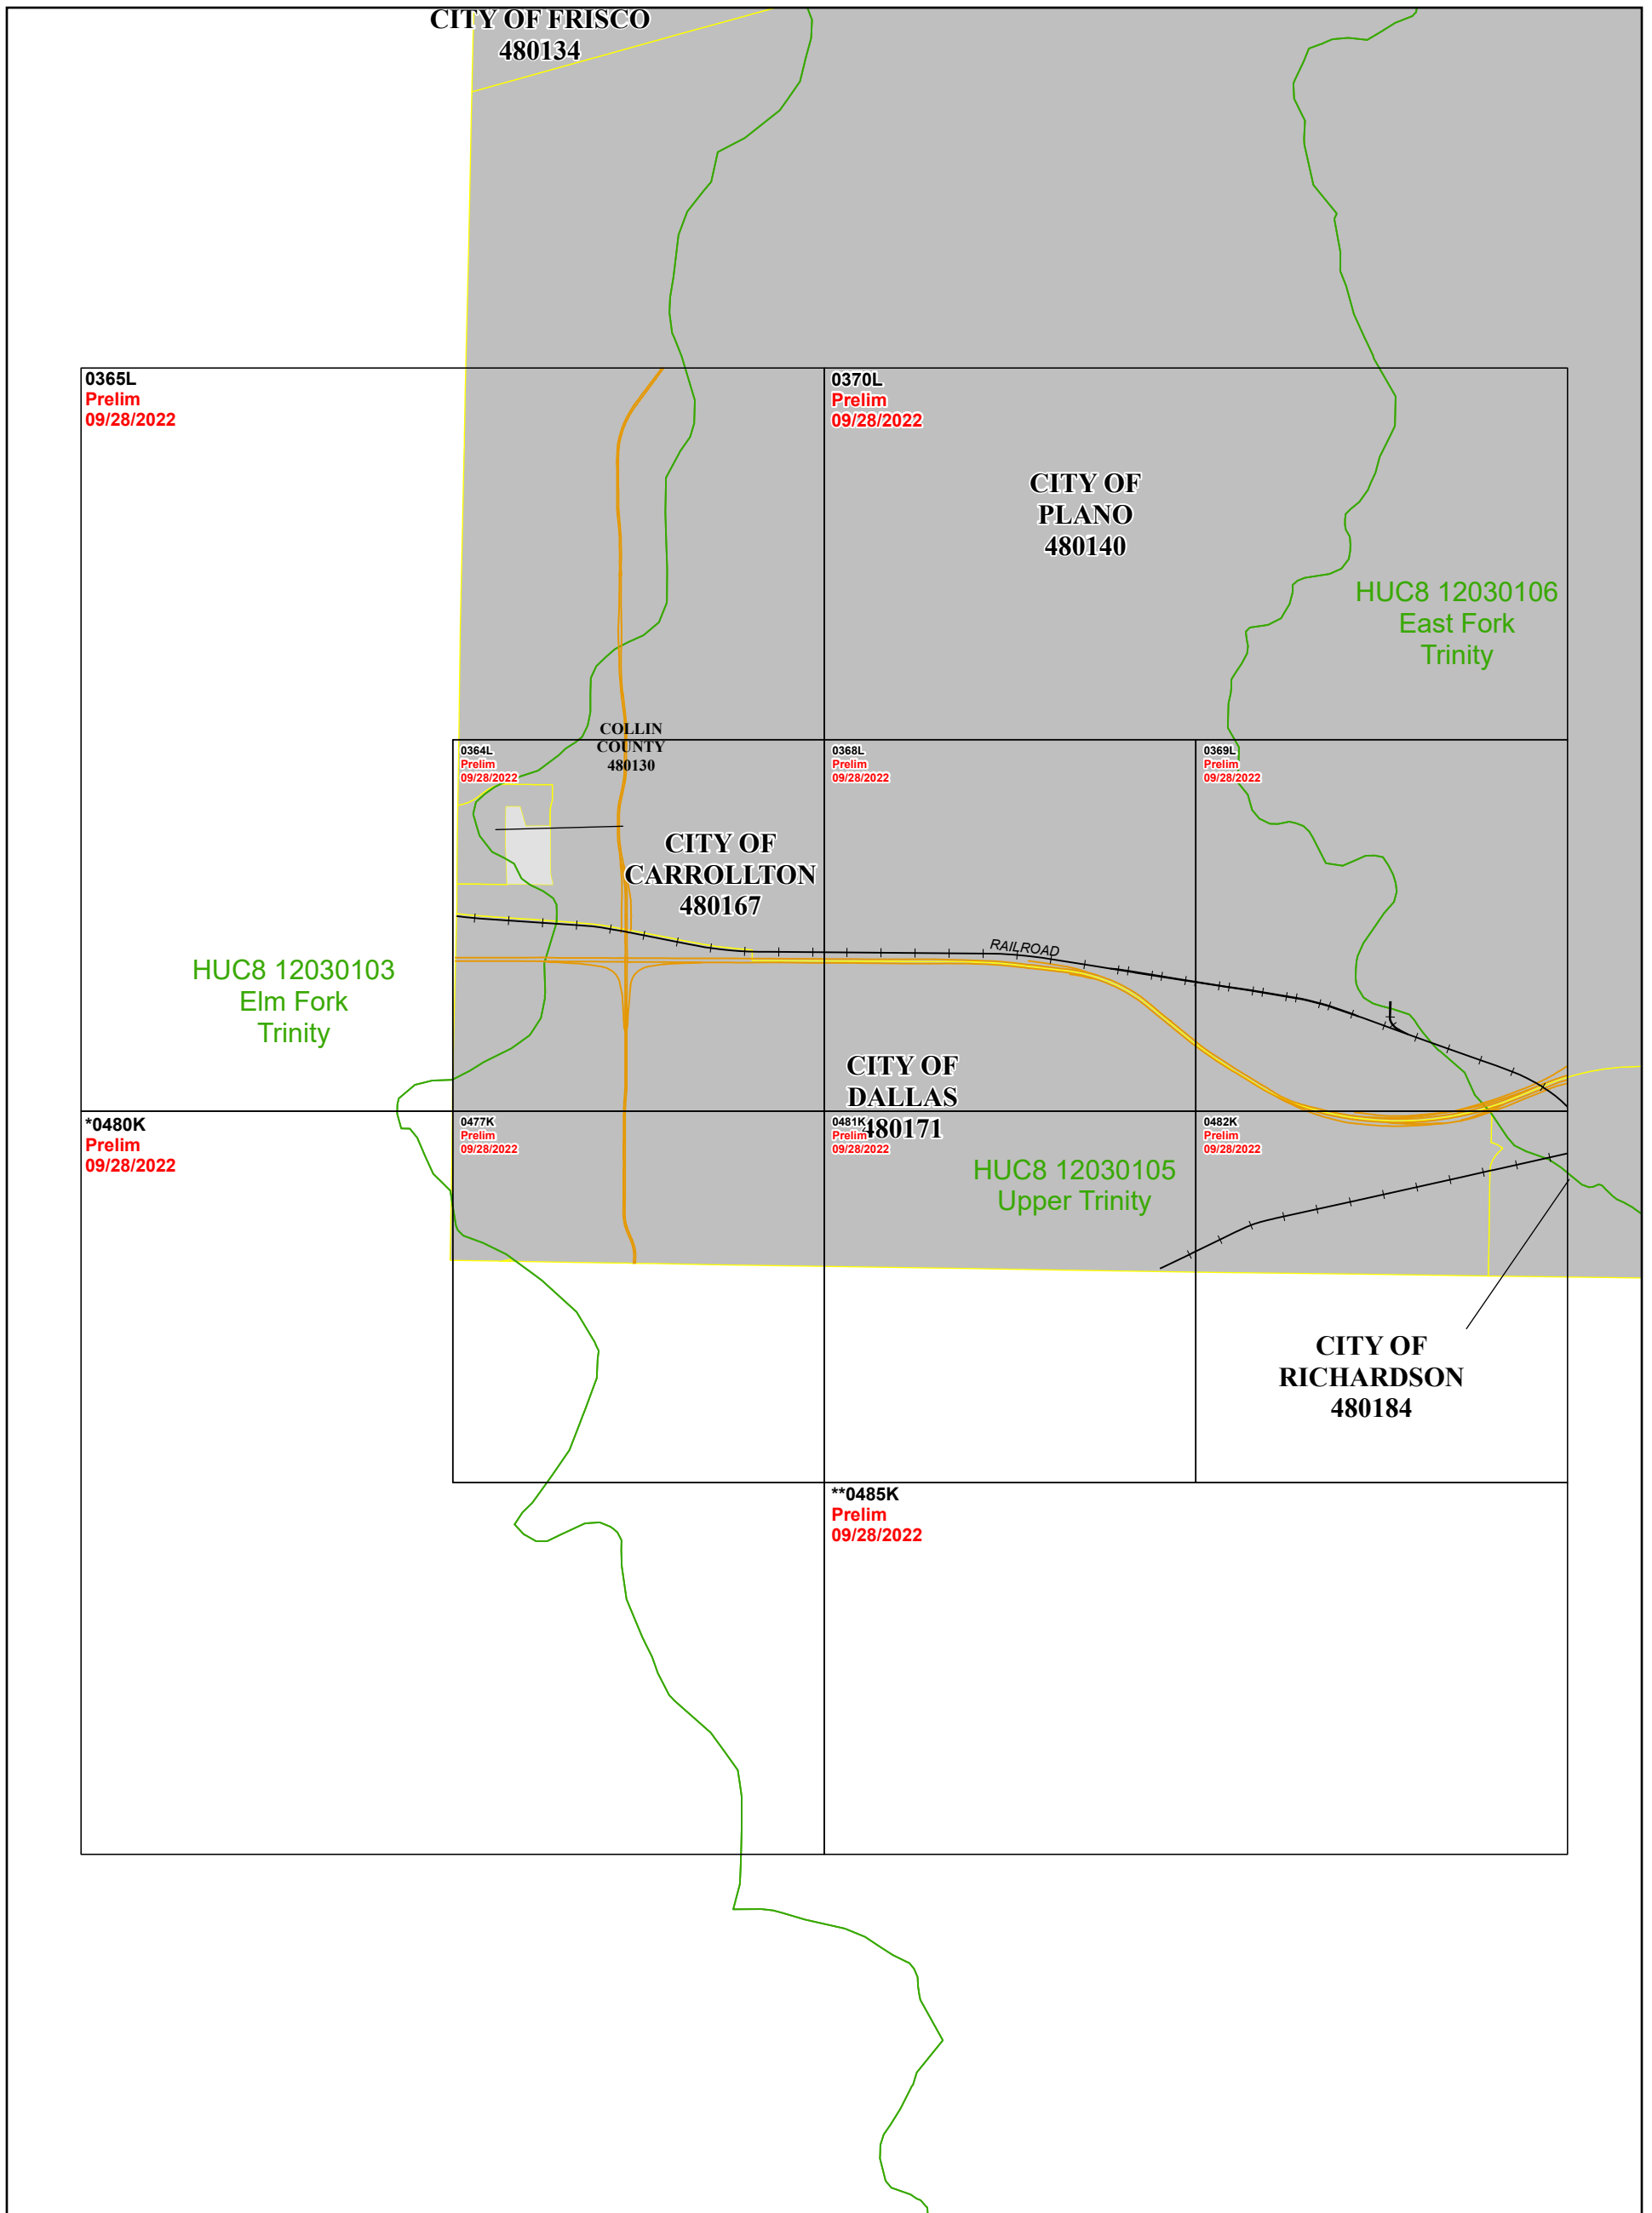 CITY OF FRISCO
480134
0365L
Prelim
09/28/2022
0370L
Prelim
09/28/2022
CITY OF
PLANO
480140
HUC8 12030106
East Fork
Trinity
COLLIN
COUNTY
480130
0364L
Prelim
09/28/2022
0368L
Prelim
09/28/2022
0369L
Prelim
09/28/2022
CITY OF
CARROLLTON
480167
RAILROAD
HUC8 12030103
Elm Fork
Trinity
CITY OF
DALLAS
480171
*0480K
Prelim
09/28/2022
0477K
Prelim
09/28/2022
0481K
Prelim
09/28/2022
0482K
Prelim
09/28/2022
HUC8 12030105
Upper Trinity
CITY OF
RICHARDSON
480184
**0485K
Prelim
09/28/2022